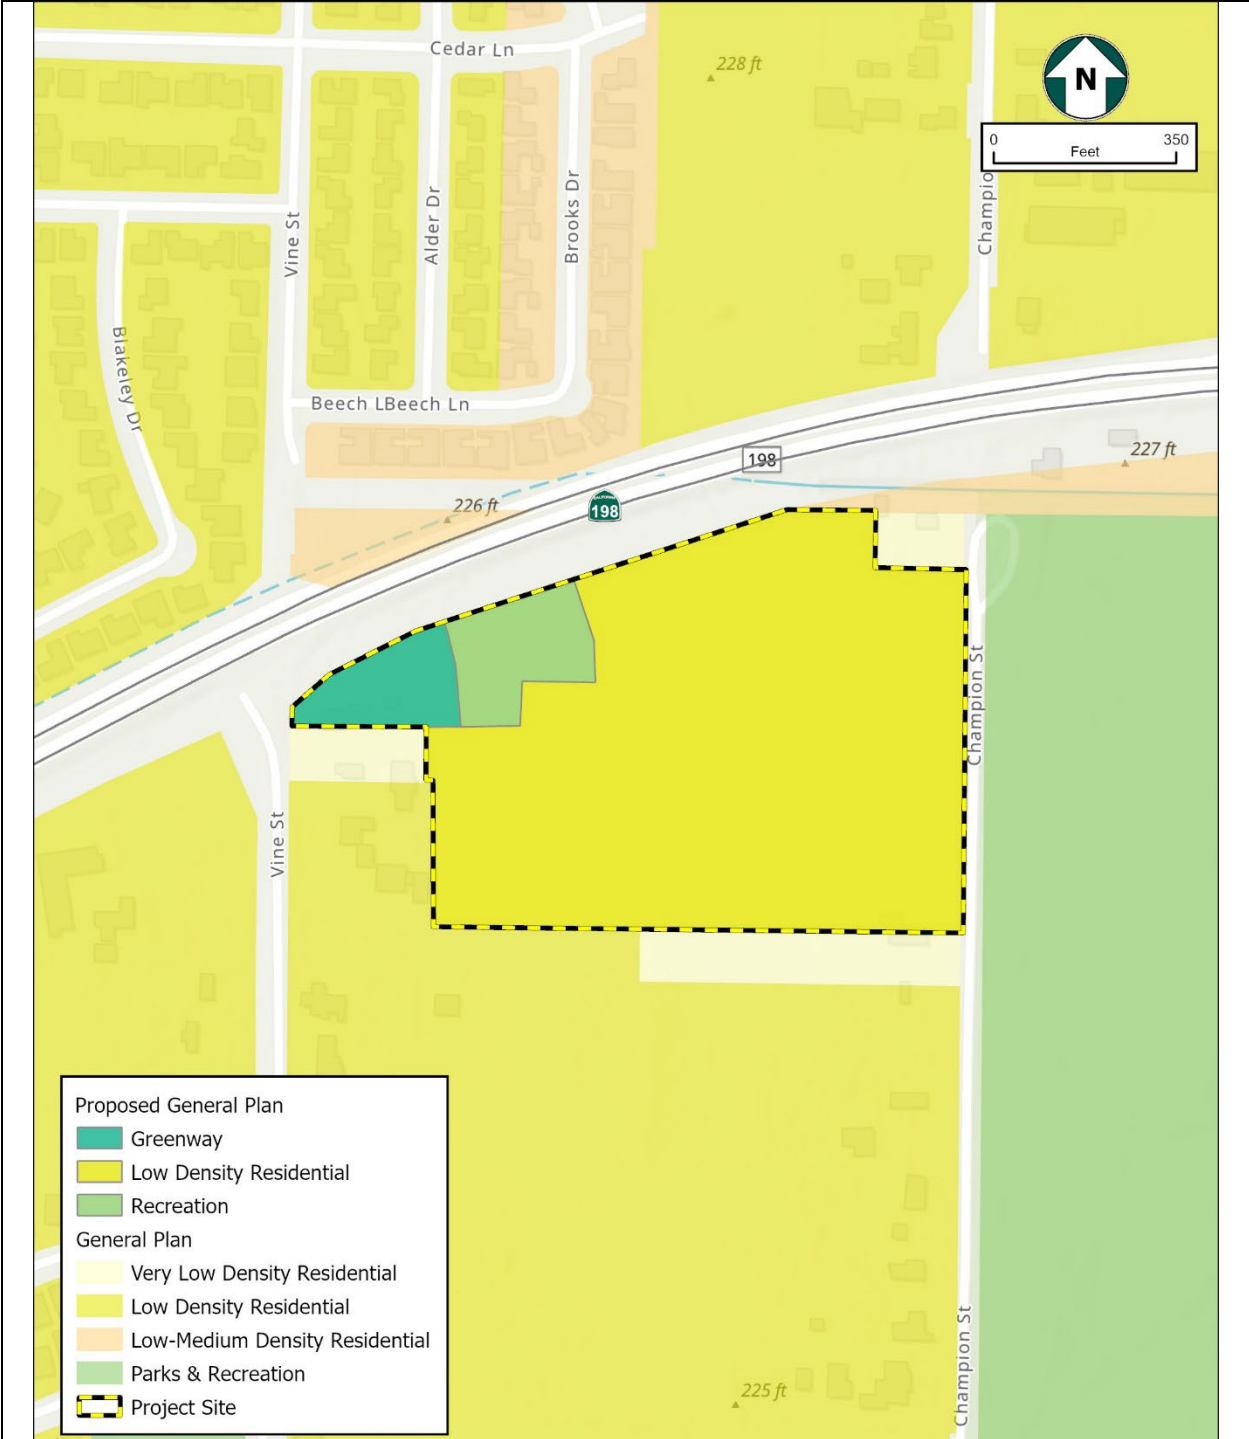 Cedar Ln
228 ft
N
0 350
Feet
Champio
Vine St
Alder Dr
Brooks Dr
Blakeley Dr
Beech LBeech Ln
198
227 ft
226 ft
CALIFORNIA
198
Champion St
Vine St
Proposed General Plan
Greenway
Low Density Residential
Recreation
General Plan
Very Low Density Residential
Low Density Residential
Low-Medium Density Residential
Parks & Recreation
Project Site
225 ft
Champion St